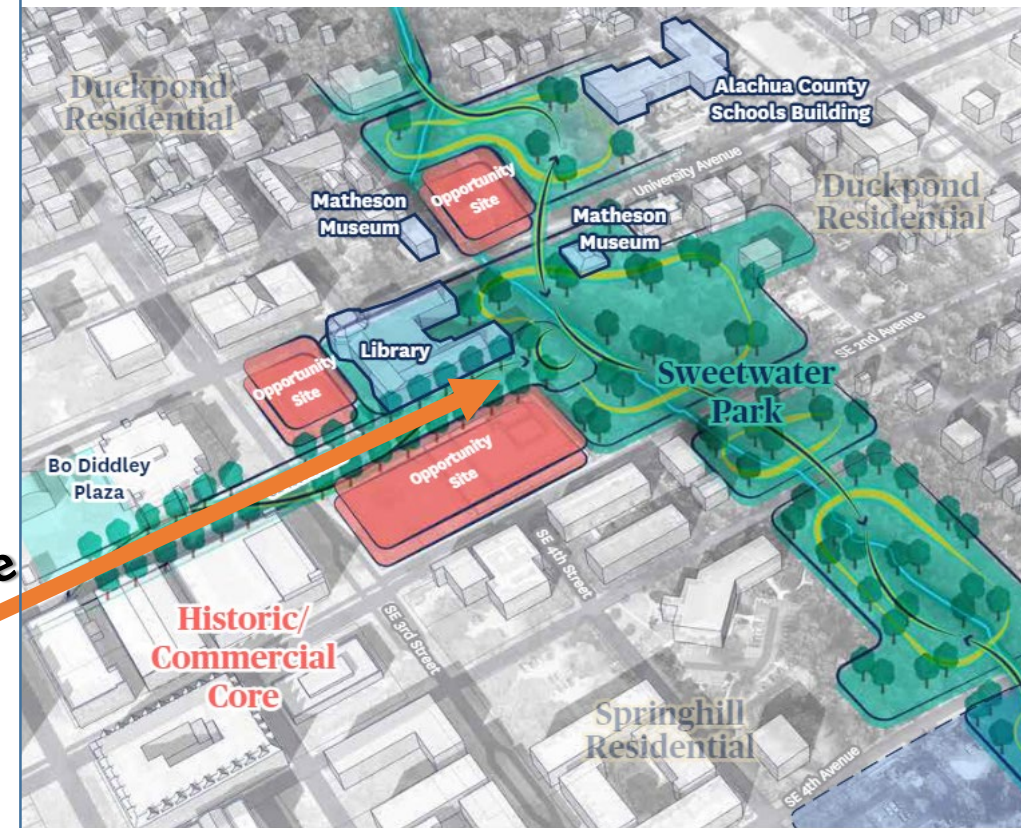 Duckpond
Residential
Alachua County
Schools Building
University Avenue
Opportunity
Site
Duckpond
Residential
Matheson
Museum
Matheson
Museum
SE 2nd Avenue
Library
Opportunity
Site
Sweetwater
Park
Opportunity
Site
Bo Diddley
Plaza
SE 4th Street
Historic/
Commercial
Core
SE 3rd Street
Springhill
Residential
SE 4th Avenue